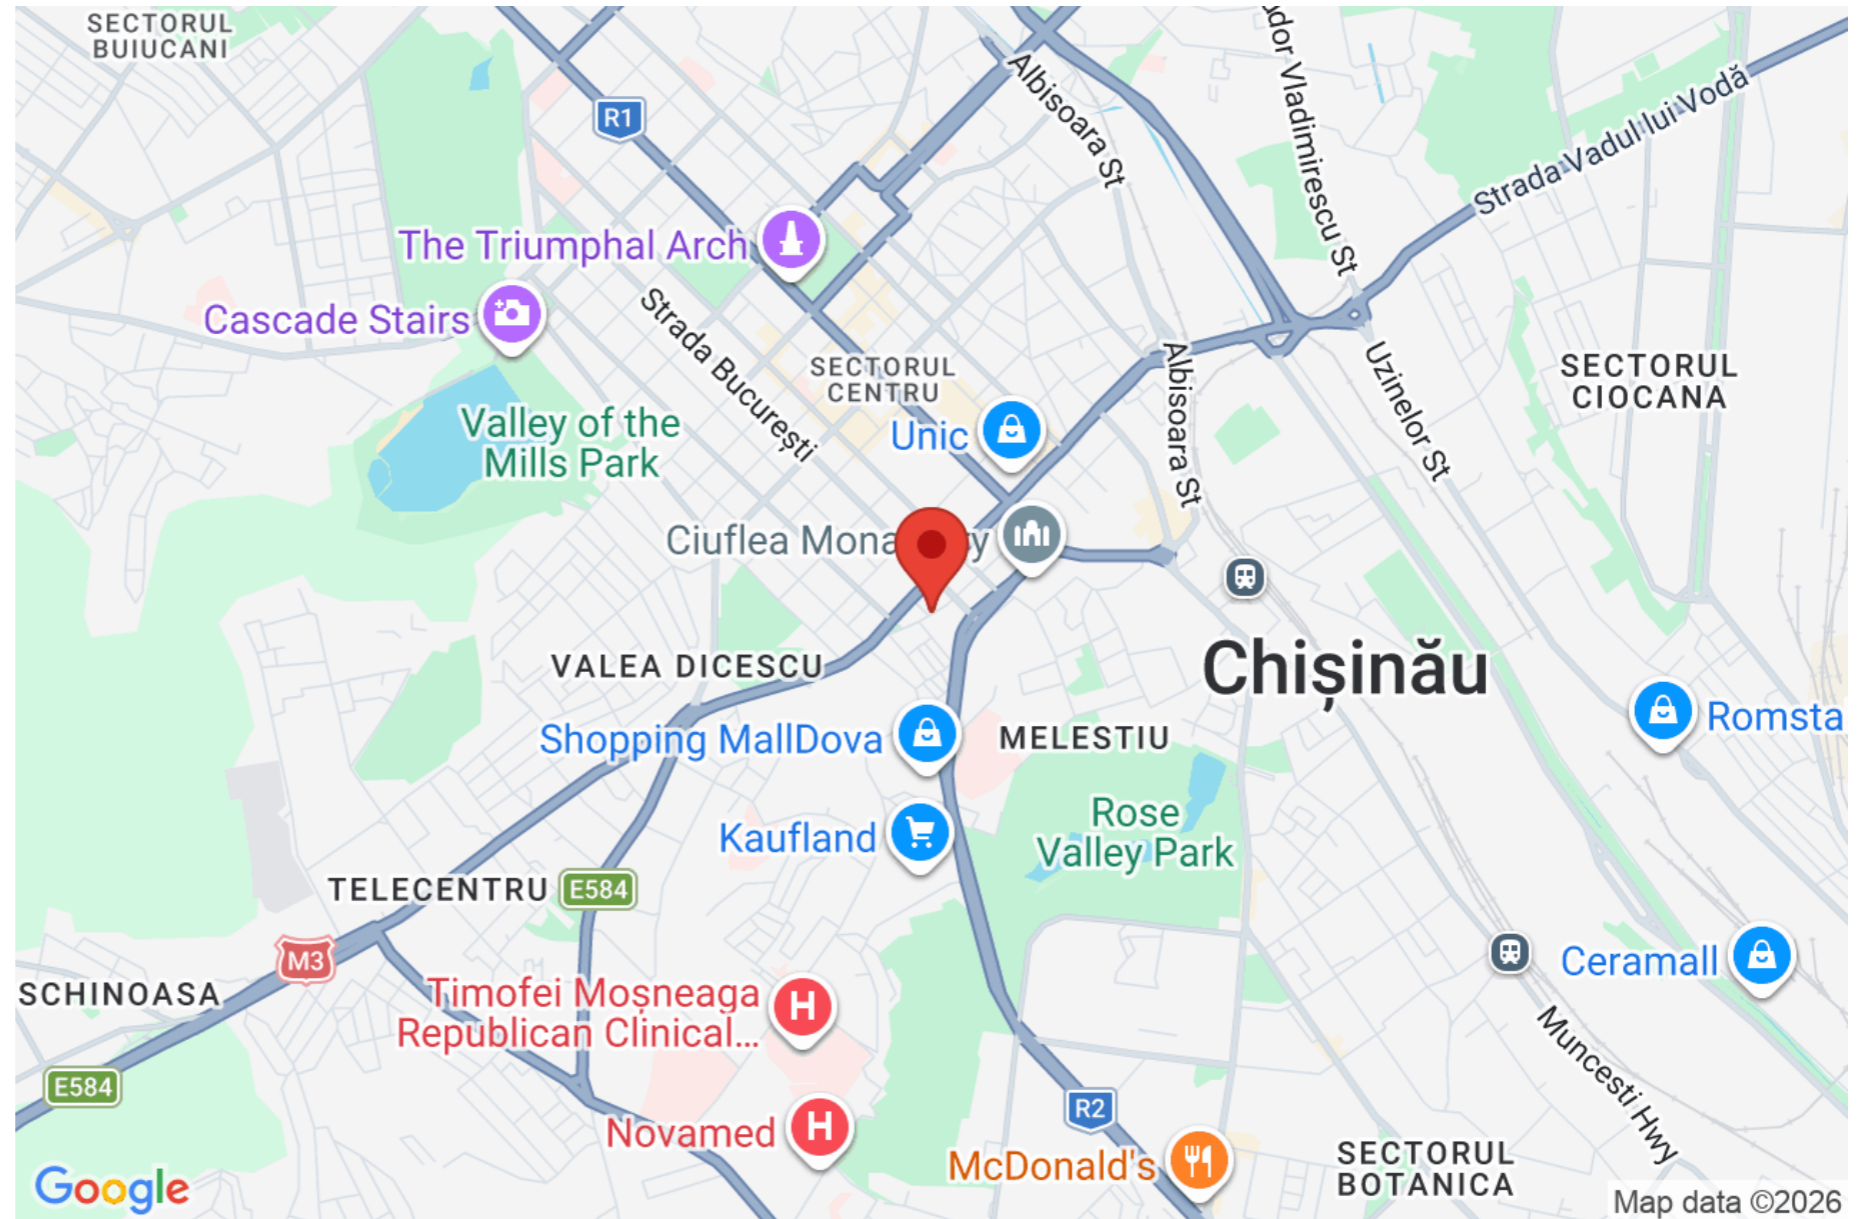 SECTORUL
BUIUCANI
R1
Albisoara St
udor Vladimirescu St
Strada Vadul lui Vodă
The Triumphal Arch
Cascade Stairs
Strada București
SECTORUL
CENTRU
Albisoara St
Uzinelor St
SECTORUL
CIOCANA
Valley of the
Mills Park
Unic
Ciuflea Mona
y
VALEA DICESCU
Chișinău
Shopping MallDova
MELESTIU
Romsta
Rose
Valley Park
Kaufland
TELECENTRU
E584
M3
SCHINOASA
Timofei Moșneaga
Republican Clinical...
H
Ceramall
E584
Muncesti Hwy
R2
Novamed
H
McDonald's
SECTORUL
BOTANICA
Google
Map data ©2026